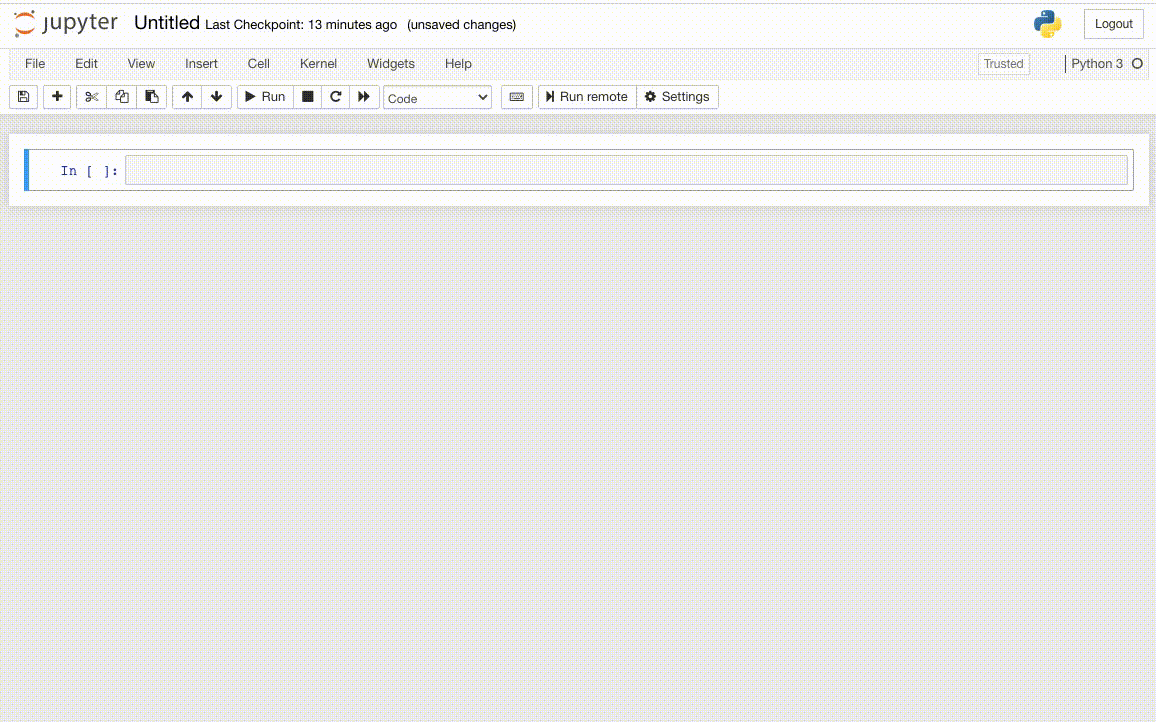 jupyter Untitled Last Checkpoint: 13 minutes ago (unsaved changes) Logout
File Edit View Insert Cell Kernel Widgets Help Trusted Python 3
Run Code Run remote Settings
In [ ]: